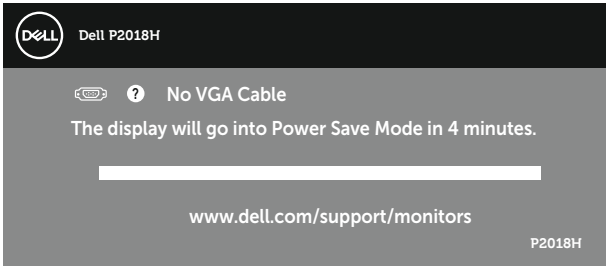 DELL
Dell P2018H
? No VGA Cable
The display will go into Power Save Mode in 4 minutes.
www.dell.com/support/monitors
P2018H